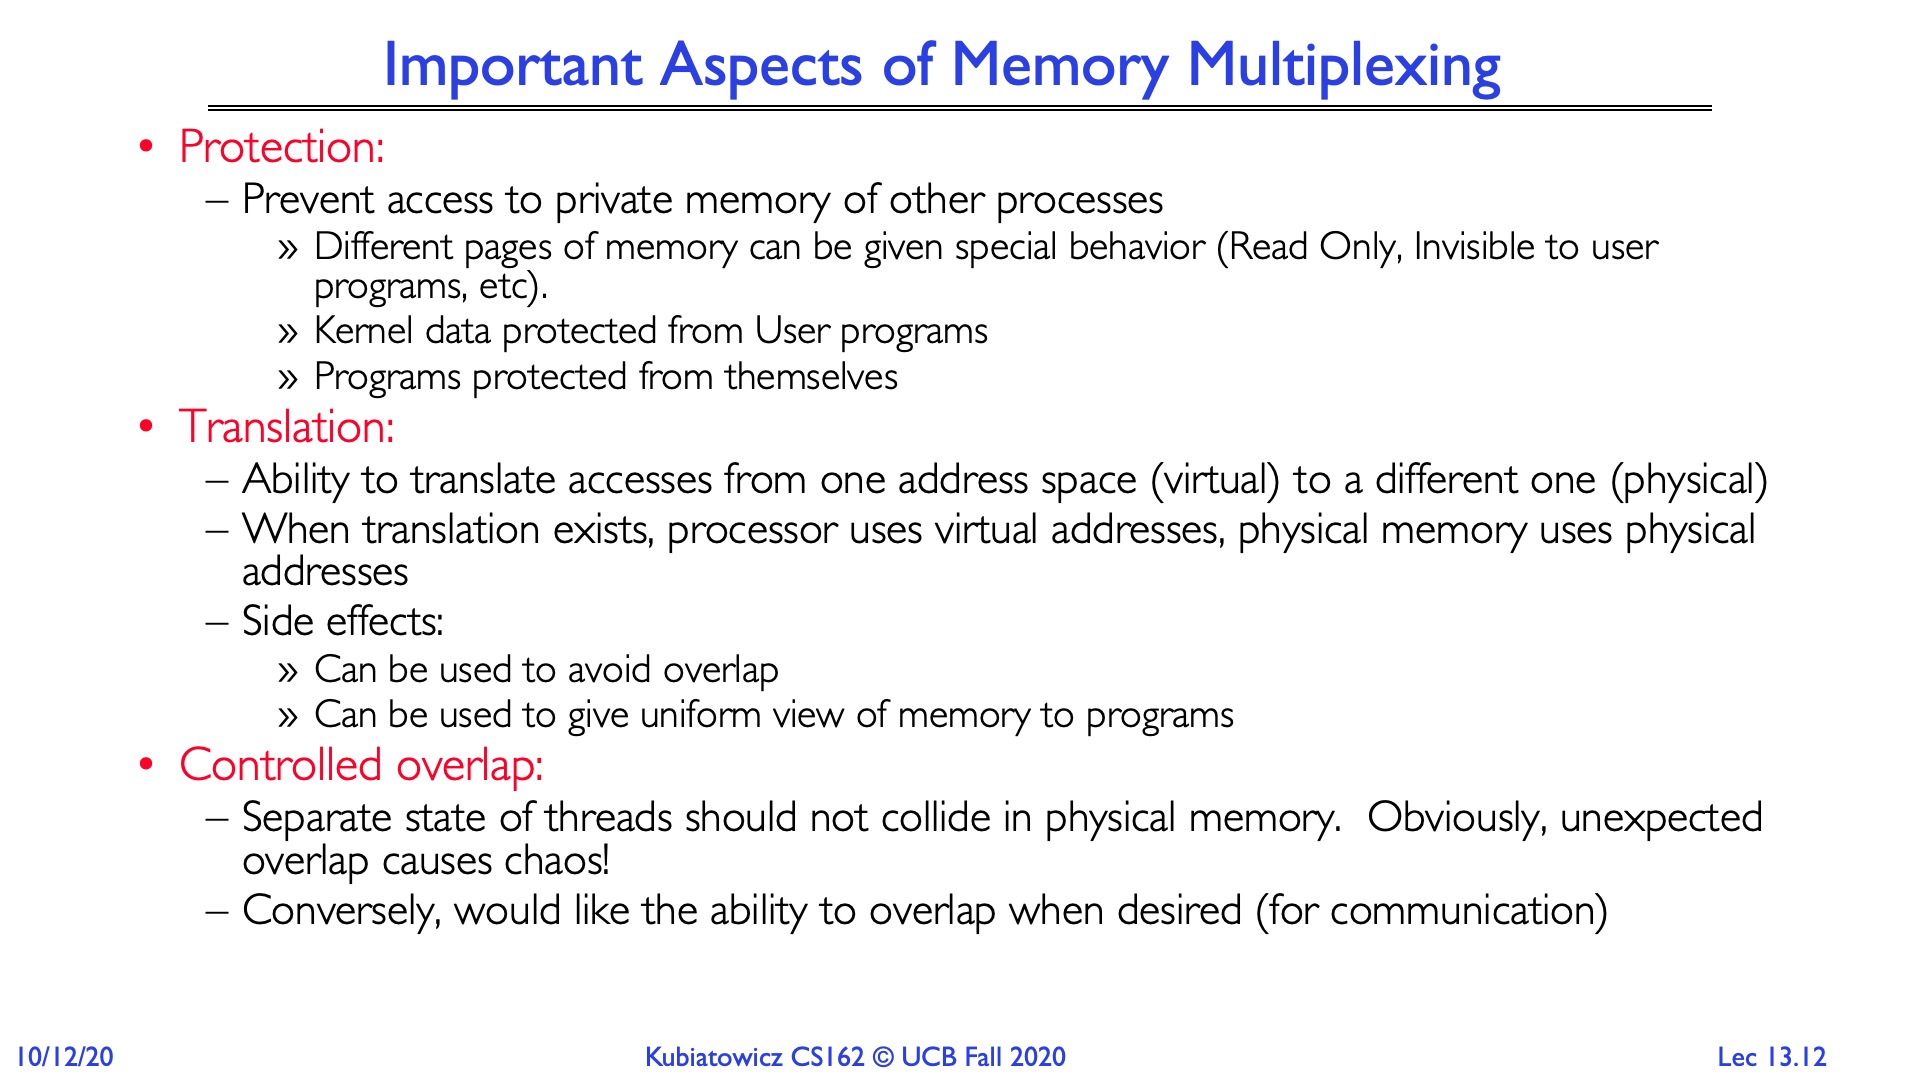 Important Aspects of Memory Multiplexing
• Protection:
– Prevent access to private memory of other processes
» Different pages of memory can be given special behavior (Read Only, Invisible to user
programs, etc).
» Kernel data protected from User programs
» Programs protected from themselves
• Translation:
– Ability to translate accesses from one address space (virtual) to a different one (physical)
– When translation exists, processor uses virtual addresses, physical memory uses physical
addresses
– Side effects:
» Can be used to avoid overlap
» Can be used to give uniform view of memory to programs
• Controlled overlap:
– Separate state of threads should not collide in physical memory.  Obviously, unexpected
overlap causes chaos!
– Conversely, would like the ability to overlap when desired (for communication)
10/12/20
Kubiatowicz CS162 © UCB Fall 2020
Lec 13.12